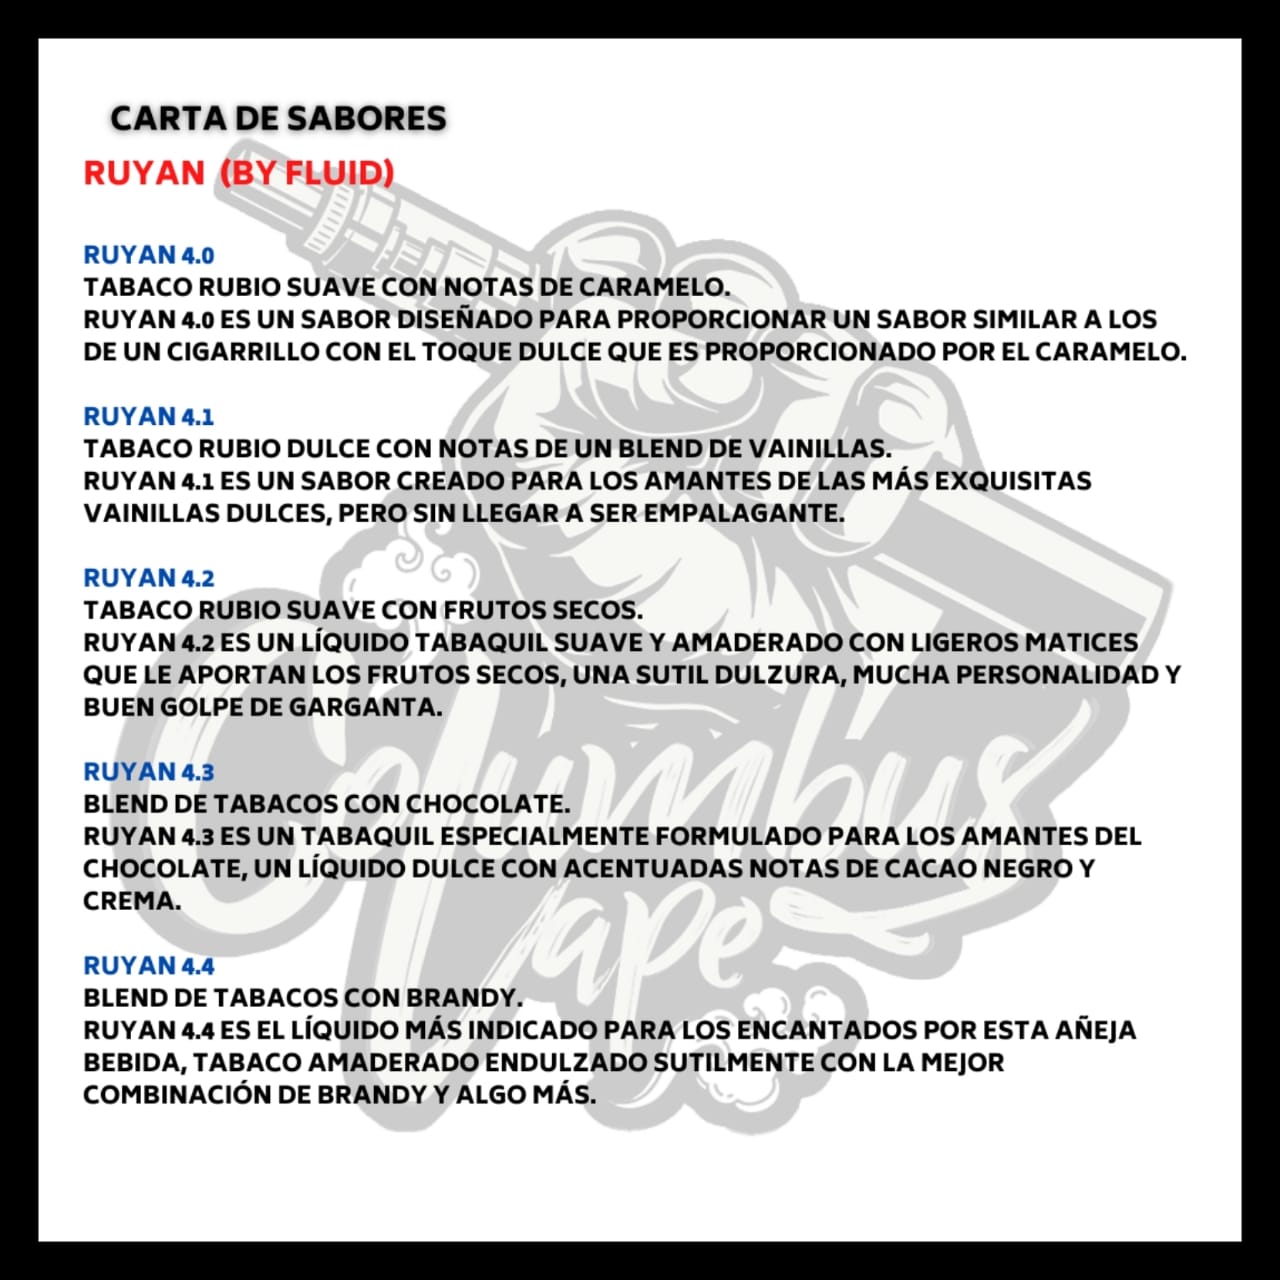 CARTA DE SABORES
RUYAN (BY FLUID)
RUYAN 4.0
TABACO RUBIO SUAVE CON NOTAS DE CARAMELO.
RUYAN 4.0 ES UN SABOR DISEÑADO PARA PROPORCIONAR UN SABOR SIMILAR A LOS
DE UN CIGARRILLO CON EL TOQUE DULCE QUE ES PROPORCIONADO POR EL CARAMELO.
RUYAN 4.1
TABACO RUBIO DULCE CON NOTAS DE UN BLEND DE VAINILLAS.
RUYAN 4.1 ES UN SABOR CREADO PARA LOS AMANTES DE LAS MÁS EXQUISITAS
VAINILLAS DULCES, PERO SIN LLEGAR A SER EMPALAGANTE.
RUYAN 4.2
TABACO RUBIO SUAVE CON FRUTOS SECOS.
RUYAN 4.2 ES UN LÍQUIDO TABAQUIL SUAVE Y AMADERADO CON LIGEROS MATICES
QUE LE APORTAN LOS FRUTOS SECOS, UNA SUTIL DULZURA, MUCHA PERSONALIDAD Y
BUEN GOLPE DE GARGANTA.
RUYAN 4.3
BLEND DE TABACOS CON CHOCOLATE.
RUYAN 4.3 ES UN TABAQUIL ESPECIALMENTE FORMULADO PARA LOS AMANTES DEL
CHOCOLATE, UN LÍQUIDO DULCE CON ACENTUADAS NOTAS DE CACAO NEGRO Y
CREMA.
RUYAN 4.4
BLEND DE TABACOS CON BRANDY.
RUYAN 4.4 ES EL LÍQUIDO MÁS INDICADO PARA LOS ENCANTADOS POR ESTA AÑEJA
BEBIDA, TABACO AMADERADO ENDULZADO SUTILMENTE CON LA MEJOR
COMBINACIÓN DE BRANDY Y ALGO MÁS.
Columbus
Vape